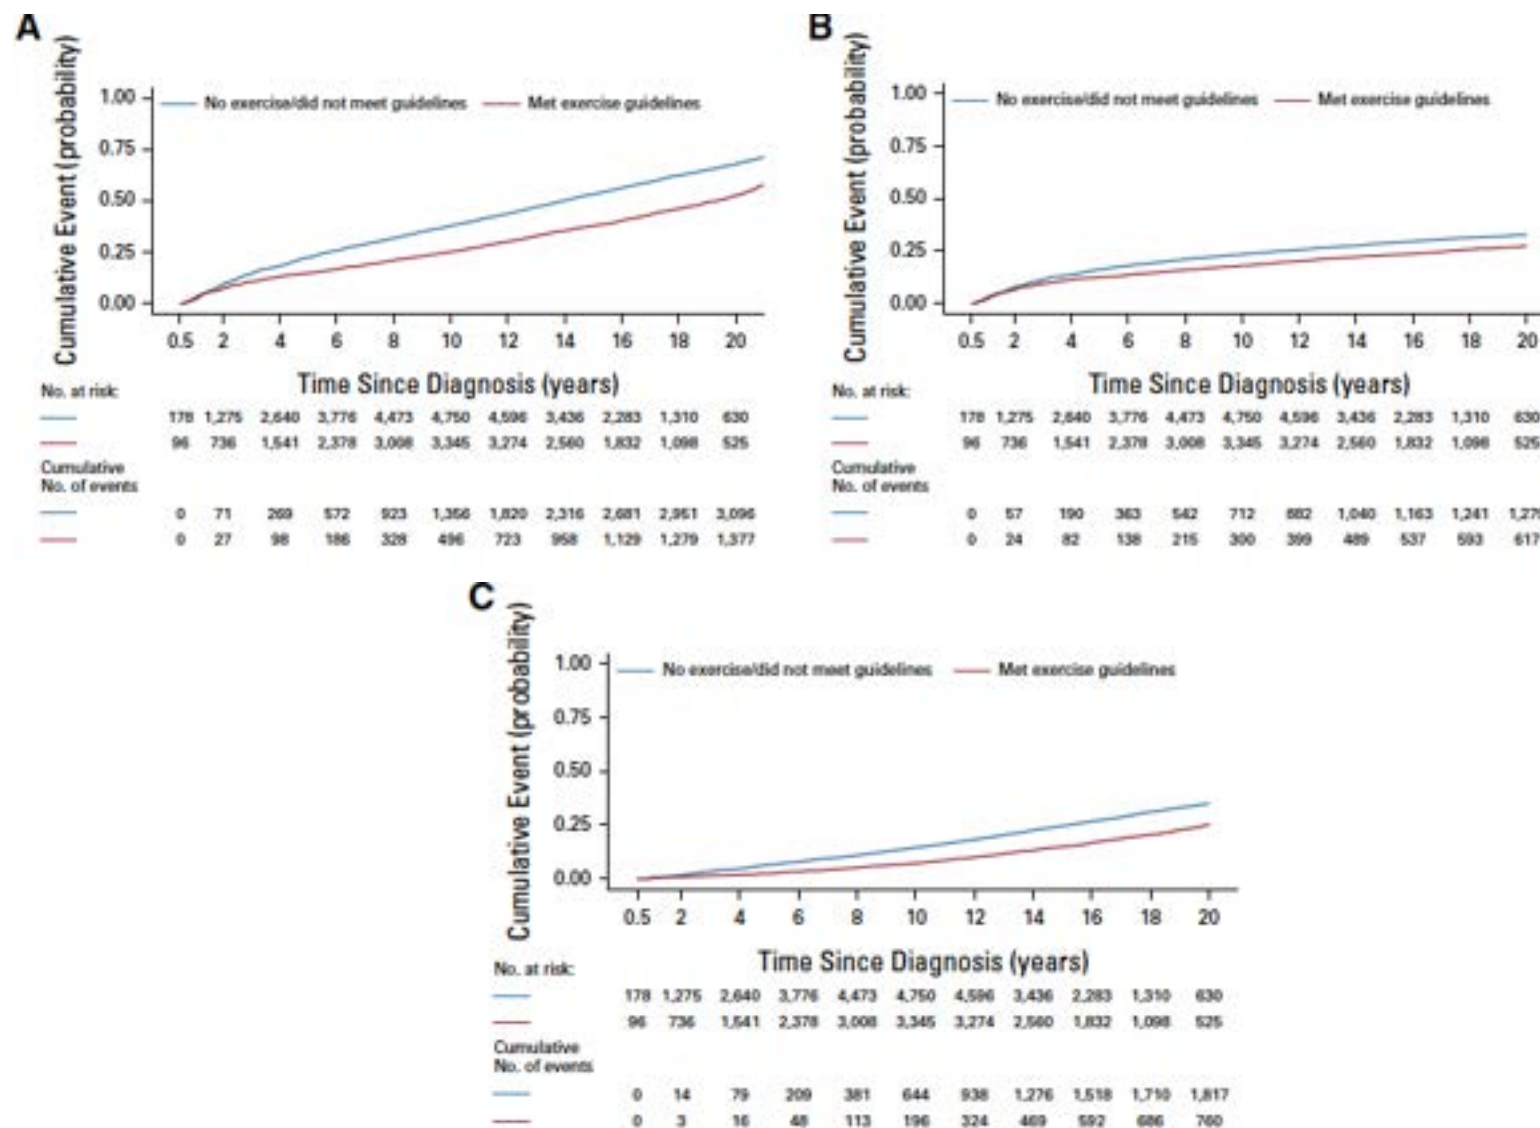 A
Cumulative Event (probability)
1.00
0.75
0.50
0.25
0.00
No exercise/did not meet guidelines
Met exercise guidelines
0.5 2 4 6 8 10 12 14 16 18 20
Time Since Diagnosis (years)
No. at risk:
178 1,275 2,640 3,776 4,473 4,750 4,596 3,436 2,283 1,310 630
96 736 1,541 2,378 3,008 3,345 3,274 2,560 1,832 1,098 525
Cumulative
No. of events
0 71 269 572 923 1,356 1,820 2,316 2,681 2,951 3,096
0 27 98 186 328 496 723 958 1,129 1,279 1,377
B
Cumulative Event (probability)
1.00
0.75
0.50
0.25
0.00
No exercise/did not meet guidelines
Met exercise guidelines
0.5 2 4 6 8 10 12 14 16 18 20
Time Since Diagnosis (years)
No. at risk:
178 1,275 2,640 3,776 4,473 4,750 4,596 3,436 2,283 1,310 630
96 736 1,541 2,378 3,008 3,345 3,274 2,560 1,832 1,098 525
Cumulative
No. of events
0 57 190 363 542 712 882 1,040 1,163 1,241
0 24 82 138 215 300 399 489 537 593 617
C
Cumulative Event (probability)
1.00
0.75
0.50
0.25
0.00
No exercise/did not meet guidelines
Met exercise guidelines
0.5 2 4 6 8 10 12 14 16 18 20
Time Since Diagnosis (years)
No. at risk:
178 1,275 2,640 3,776 4,473 4,750 4,596 3,436 2,283 1,310 630
96 736 1,541 2,378 3,008 3,345 3,274 2,560 1,832 1,098 525
Cumulative
No. of events
0 14 79 209 381 644 938 1,276 1,518 1,710 1,817
0 3 16 48 113 196 324 469 592 686 760